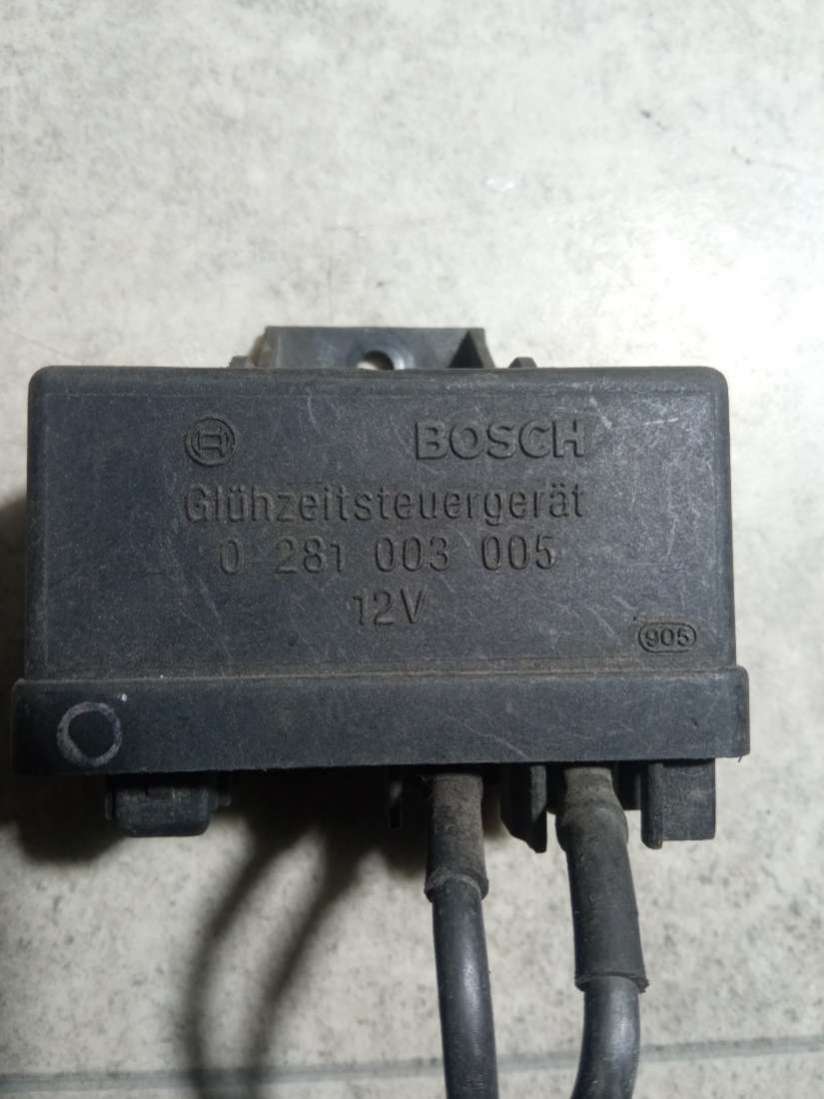 BOSCH
Glühzeitsteuergerät
0 281 003 005
12V
905